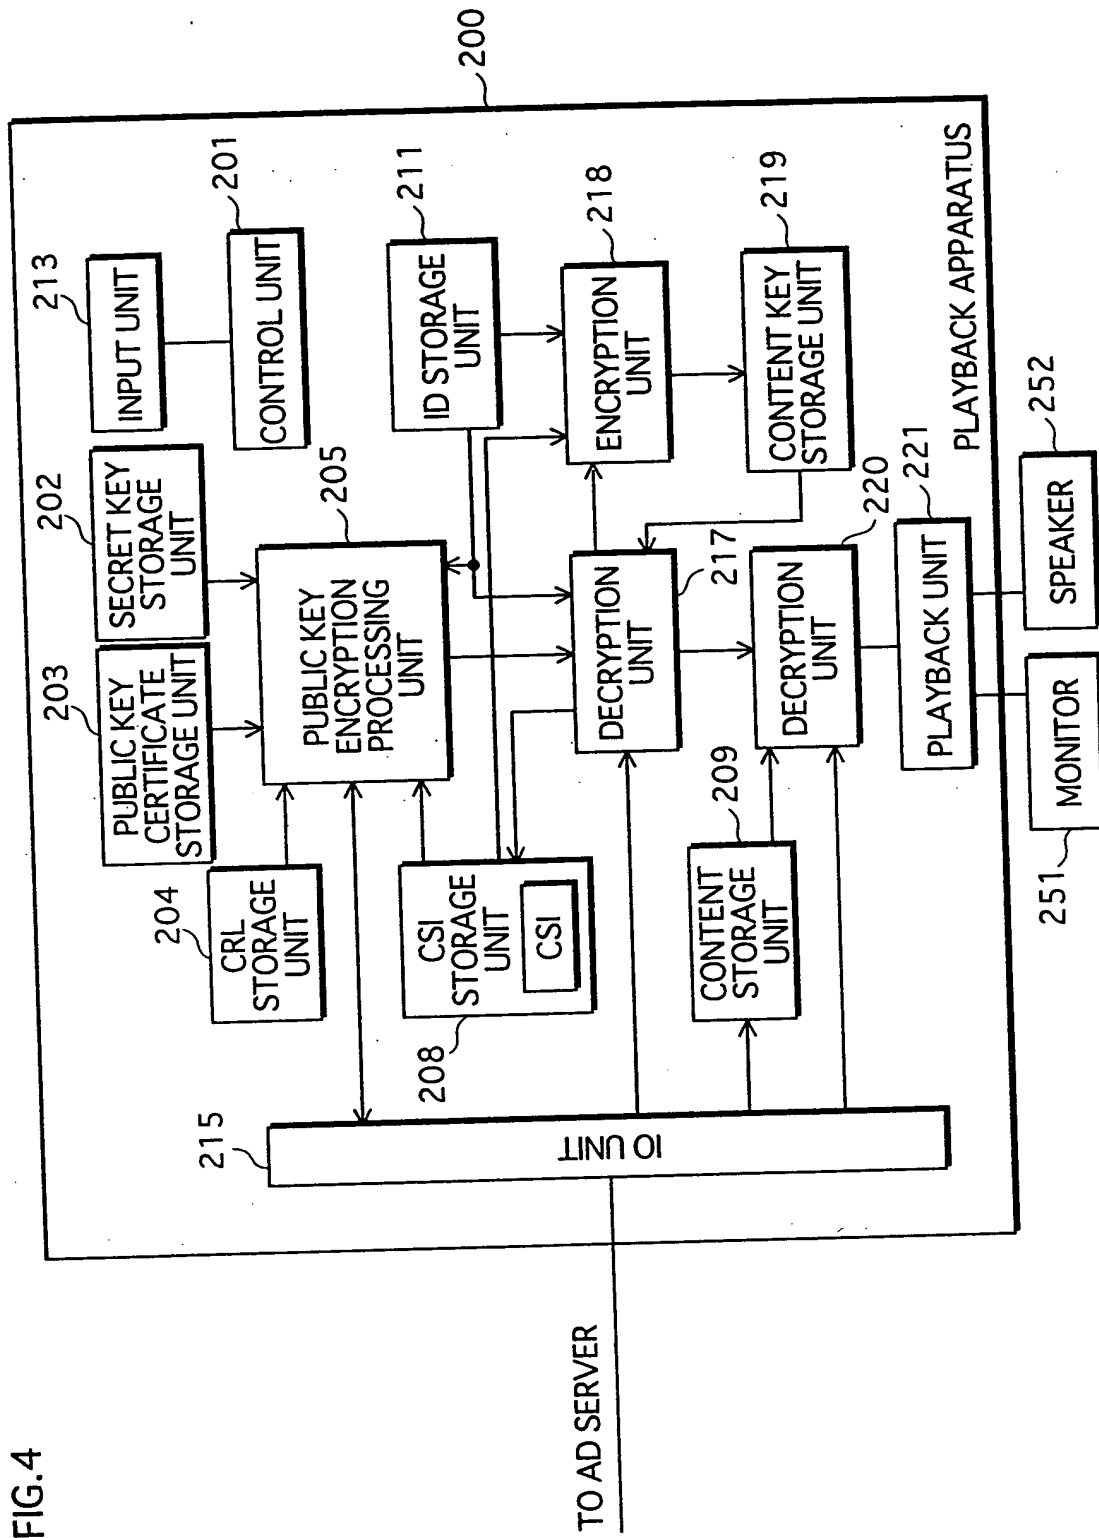 FIG.4
213
INPUT UNIT
201
CONTROL UNIT
202
SECRET KEY
STORAGE
UNIT
203
PUBLIC KEY
CERTIFICATE
STORAGE UNIT
204
CRL
STORAGE
UNIT
205
PUBLIC KEY
ENCRYPTION
PROCESSING
UNIT
211
ID STORAGE
UNIT
200
215
IO UNIT
208
CSI
STORAGE
UNIT
CSI
217
DECRYPTION
UNIT
218
ENCRYPTION
UNIT
219
CONTENT KEY
STORAGE UNIT
209
CONTENT
STORAGE
UNIT
220
DECRYPTION
UNIT
221
PLAYBACK UNIT
PLAYBACK APPARATUS
251
MONITOR
252
SPEAKER
TO AD SERVER